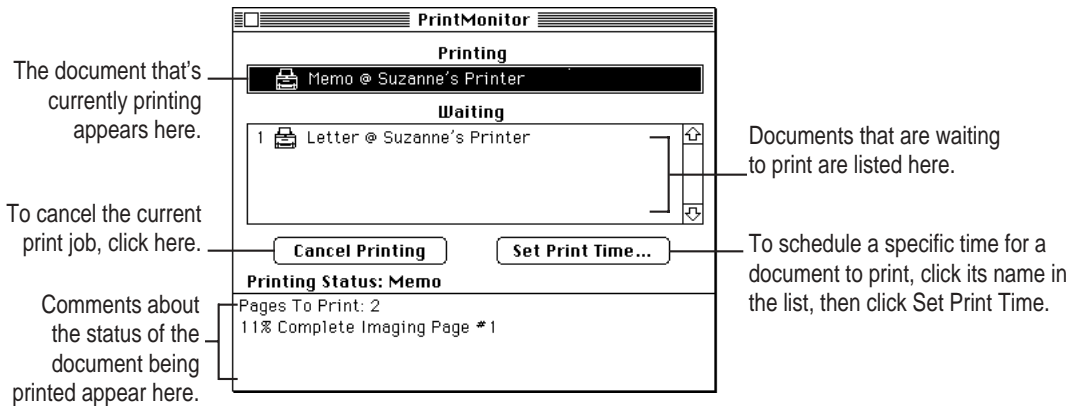 PrintMonitor
Printing
Memo @ Suzanne's Printer
The document that's
currently printing
appears here.
Waiting
1 Letter @ Suzanne's Printer
Documents that are waiting
to print are listed here.
To cancel the current
print job, click here.
Cancel Printing
Set Print Time...
To schedule a specific time for a
document to print, click its name in
the list, then click Set Print Time.
Printing Status: Memo
Pages To Print: 2
11% Complete Imaging Page #1
Comments about
the status of the
document being
printed appear here.